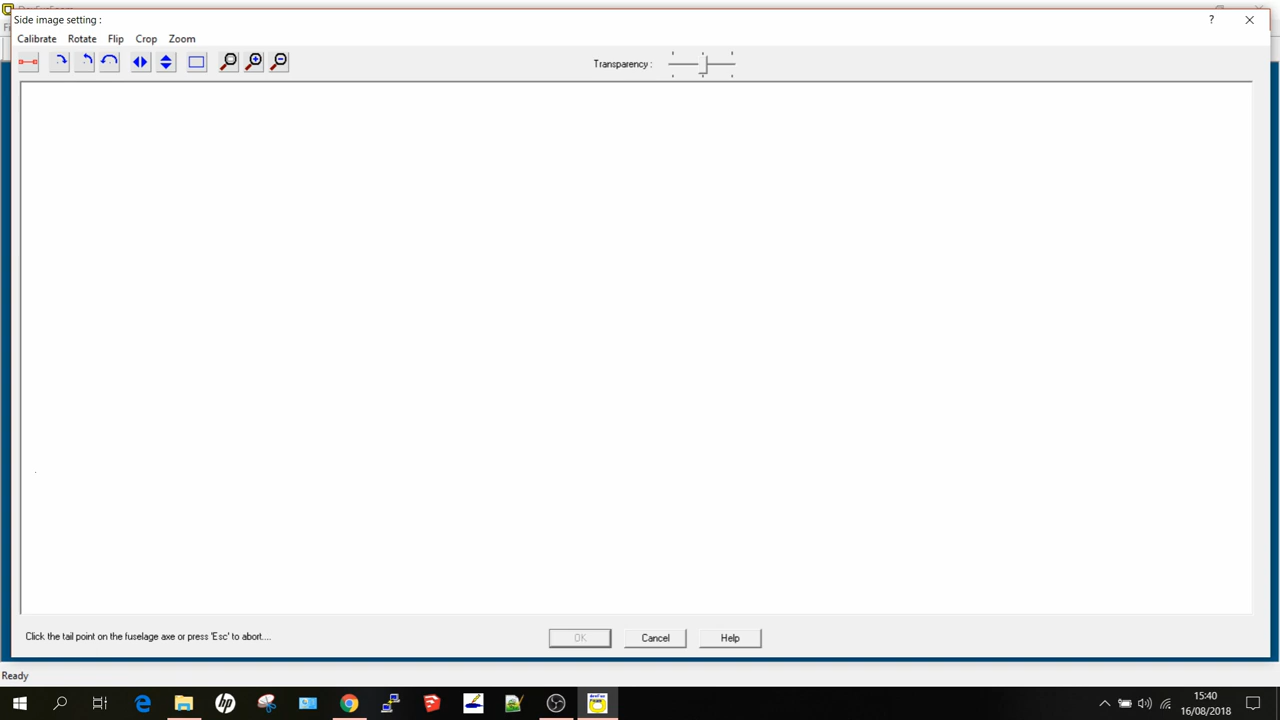 Side image setting :
?
Calibrate Rotate Flip Crop Zoom
Transparency :
Click the tail point on the fuselage axe or press 'Esc' to abort....
OK Cancel Help
Ready
15:40
16/08/2018